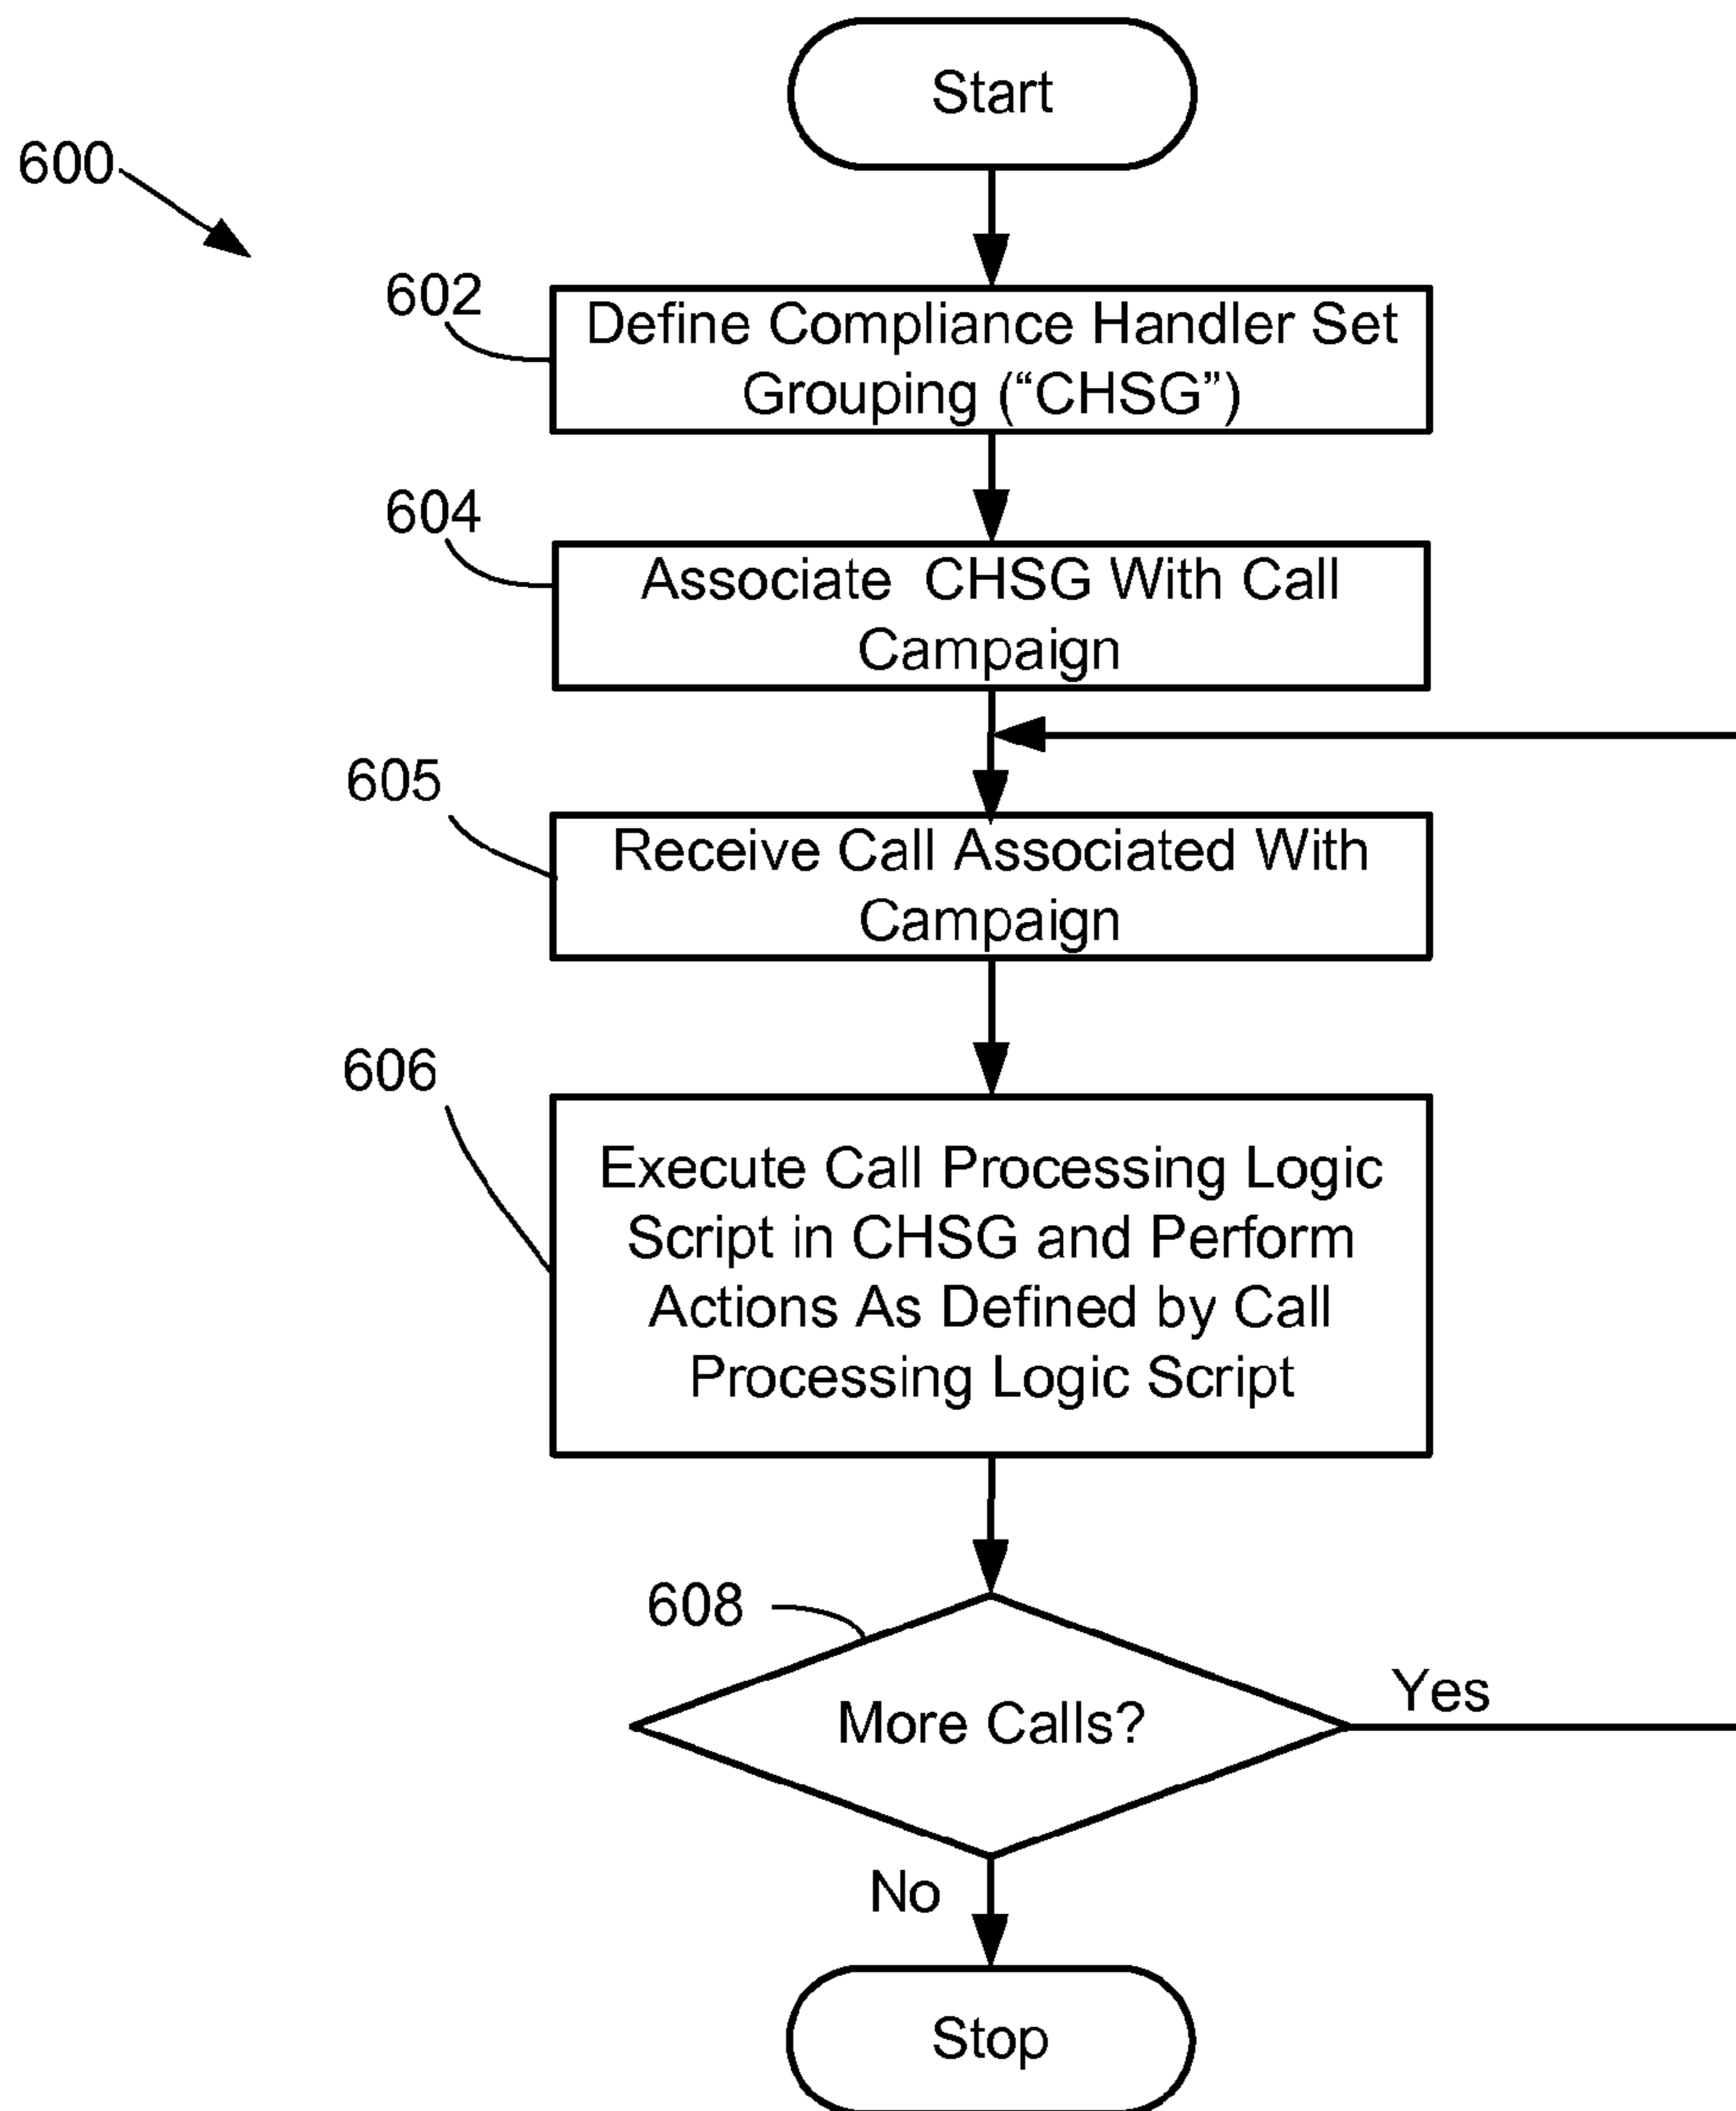 Start
600
602
Define Compliance Handler Set
Grouping (“CHSG”)
604
Associate CHSG With Call
Campaign
605
Receive Call Associated With
Campaign
606
Execute Call Processing Logic
Script in CHSG and Perform
Actions As Defined by Call
Processing Logic Script
608
More Calls?
Yes
No
Stop